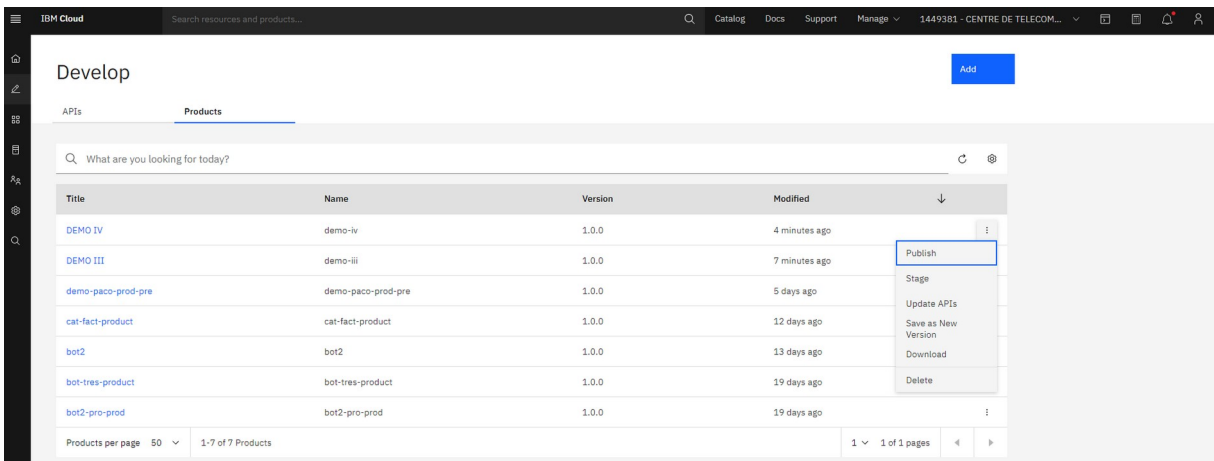 IBM Cloud Search resources and products... Catalog Docs Support Manage 1449381 - CENTRE DE TELECOM...
Develop
Add
APIs Products
What are you looking for today?
Title Name Version Modified
DEMO IV demo-iv 1.0.0 4 minutes ago
DEMO III demo-iii 1.0.0 7 minutes ago
demo-paco-prod-pre demo-paco-prod-pre 1.0.0 5 days ago
cat-fact-product cat-fact-product 1.0.0 12 days ago
bot2 bot2 1.0.0 13 days ago
bot-tres-product bot-tres-product 1.0.0 19 days ago
bot2-pro-prod bot2-pro-prod 1.0.0 19 days ago
Publish
Stage
Update APIs
Save as New
Version
Download
Delete
Products per page 50 1-7 of 7 Products 1 1 of 1 pages